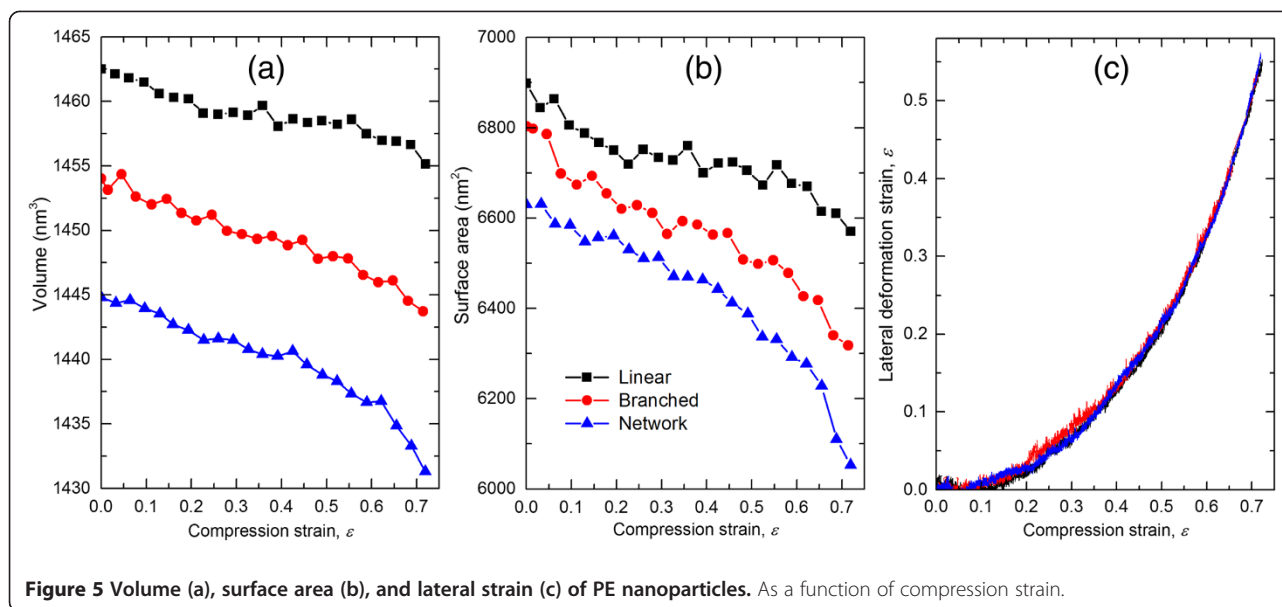 (a)
1465
1460
1455
1450
1445
1440
1435
1430
Volume (nm³)
0.0 0.1 0.2 0.3 0.4 0.5 0.6 0.7
Compression strain, ε
(b)
7000
6800
6600
6400
6200
6000
Surface area (nm²)
Linear
Branched
Network
0.0 0.1 0.2 0.3 0.4 0.5 0.6 0.7
Compression strain, ε
(c)
0.5
0.4
0.3
0.2
0.1
0.0
Lateral deformation strain, ε
0.0 0.1 0.2 0.3 0.4 0.5 0.6 0.7
Compression strain, ε
Figure 5 Volume (a), surface area (b), and lateral strain (c) of PE nanoparticles. As a function of compression strain.